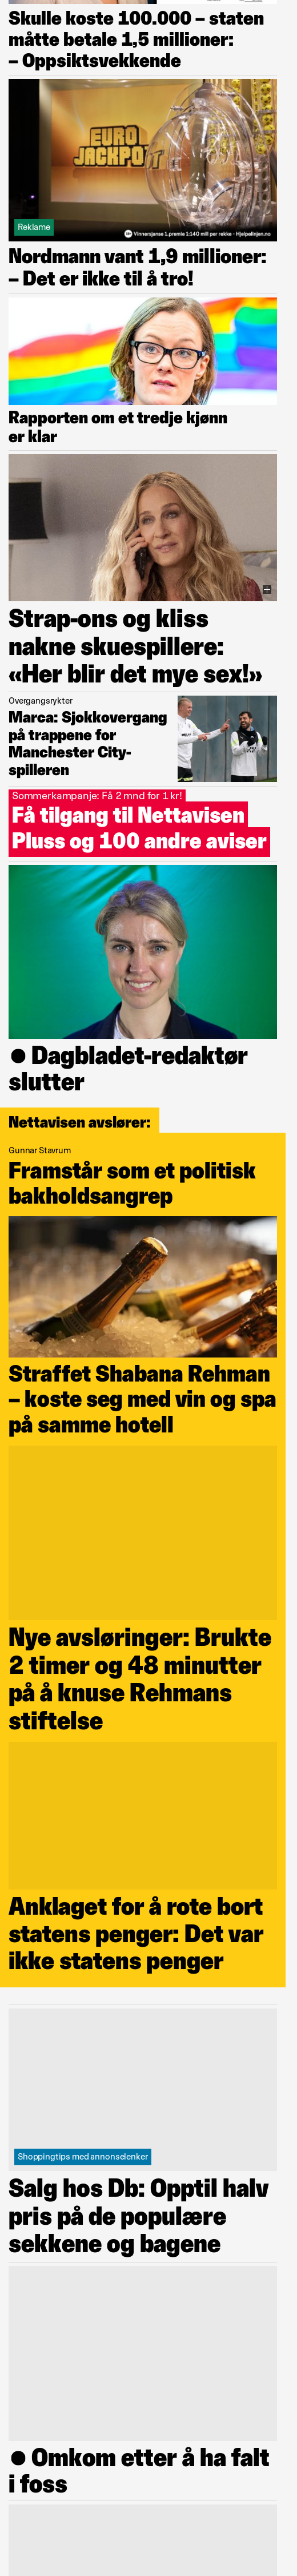 Skulle koste 100.000 – staten
måtte betale 1,5 millioner:
– Oppsiktsvekkende
EURO
JACKPOT
Reklame
Vinnersjanse 1.premie 1:140 mill per rekke - Hjelpelinjen.no
Nordmann vant 1,9 millioner:
– Det er ikke til å tro!
Rapporten om et tredje kjønn
er klar
Strap-ons og kliss
nakne skuespillere:
«Her blir det mye sex!»
Overgangsrykter
Marca: Sjokkovergang
på trappene for
Manchester City-
spilleren
Sommerkampanje: Få 2 mnd for 1 kr!
Få tilgang til Nettavisen
Pluss og 100 andre aviser
● Dagbladet-redaktør
slutter
Nettavisen avslører:
Gunnar Stavrum
Framstår som et politisk
bakholdsangrep
Straffet Shabana Rehman
– koste seg med vin og spa
på samme hotell
Nye avsløringer: Brukte
2 timer og 48 minutter
på å knuse Rehmans
stiftelse
Anklaget for å rote bort
statens penger: Det var
ikke statens penger
Shoppingtips med annonselenker
Salg hos Db: Opptil halv
pris på de populære
sekkene og bagene
● Omkom etter å ha falt
i foss